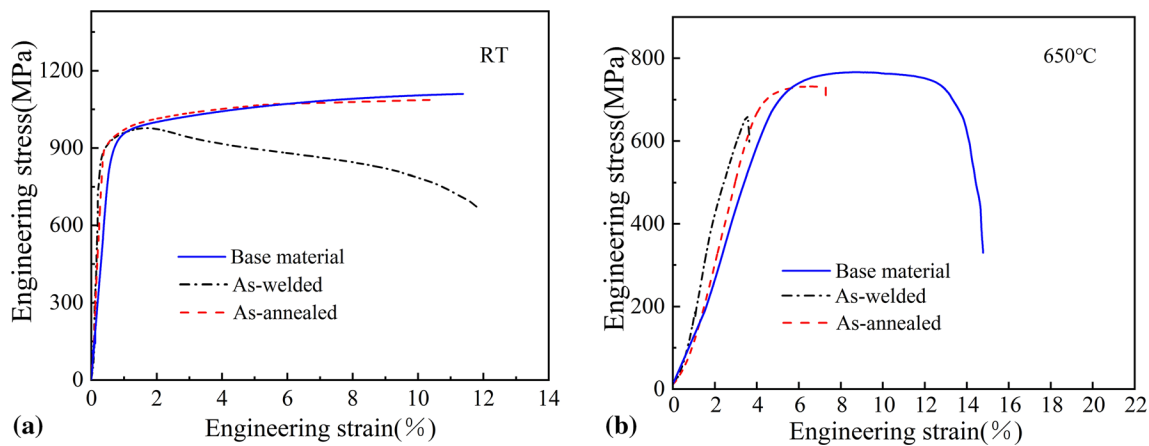 Engineering stress(MPa)
1200
900
600
300
0
RT
Base material
As-welded
As-annealed
0 2 4 6 8 10 12 14
Engineering strain(%)
(a)
Engineering stress(MPa)
800
600
400
200
0
650℃
Base material
As-welded
As-annealed
0 2 4 6 8 10 12 14 16 18 20 22
Engineering strain(%)
(b)